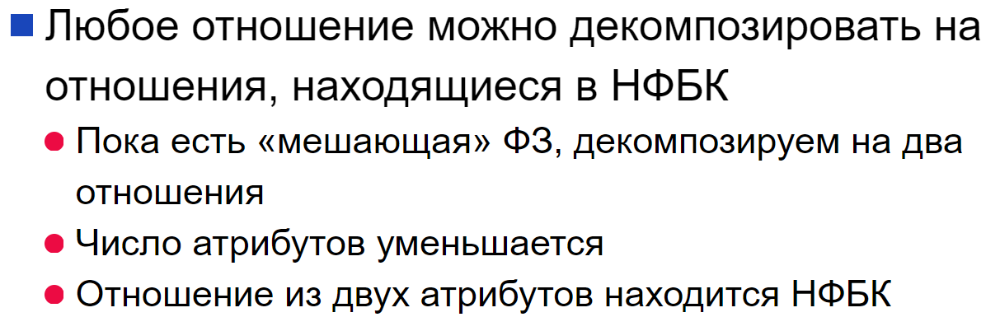 Любое отношение можно декомпозировать на
отношения, находящиеся в НФБК
Пока есть «мешающая» ФЗ, декомпозируем на два
отношения
Число атрибутов уменьшается
Отношение из двух атрибутов находится НФБК